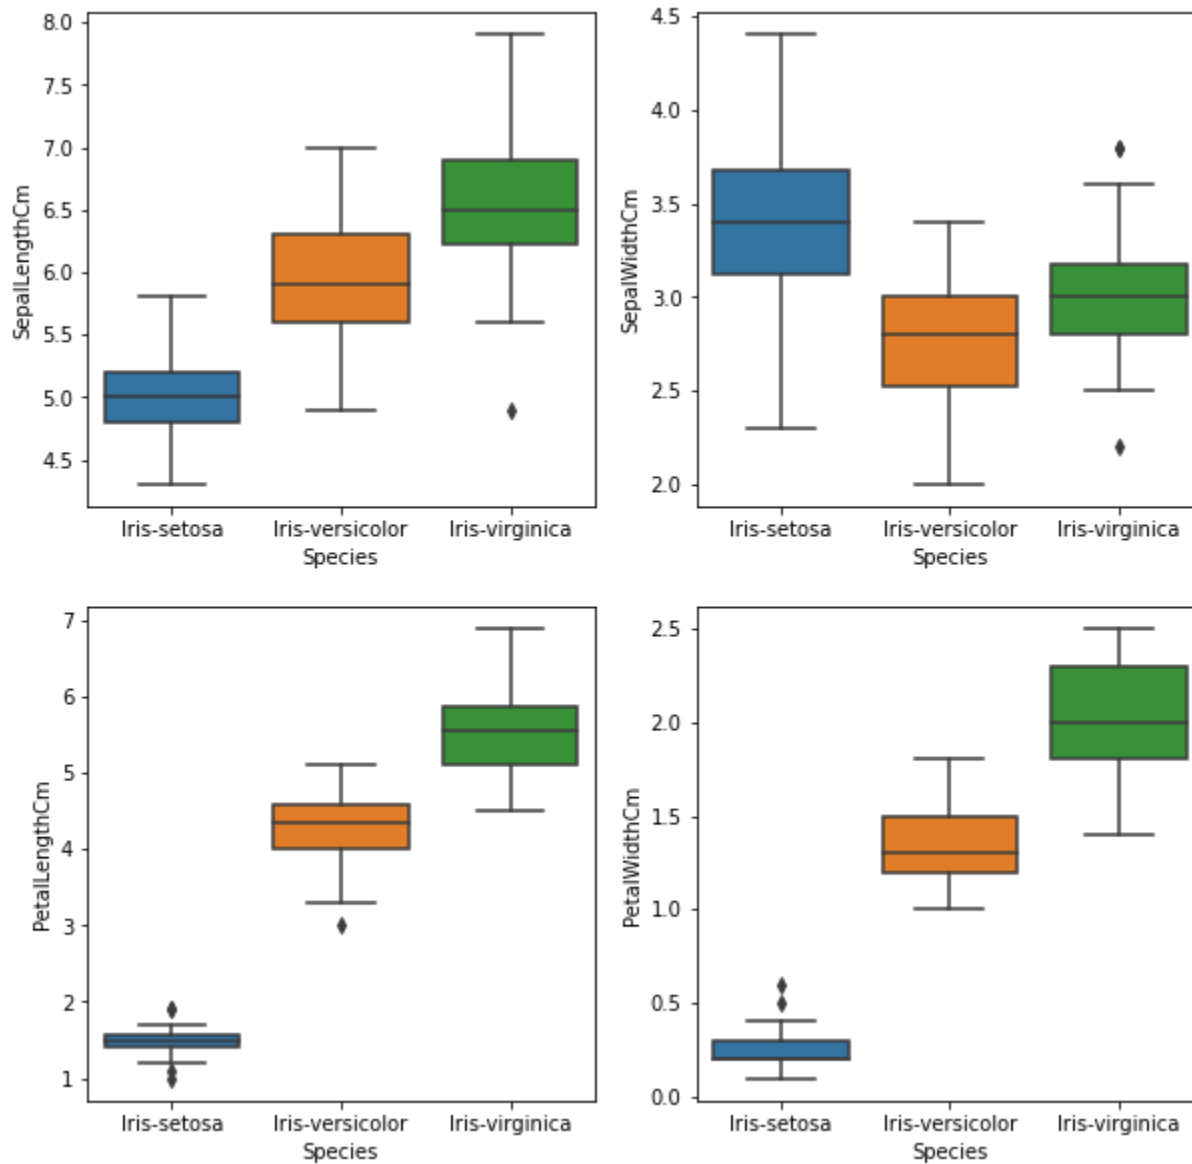 SepalLengthCm
8.0
7.5
7.0
6.5
6.0
5.5
5.0
4.5
Iris-setosa Iris-versicolor Iris-virginica
Species
SepalWidthCm
4.5
4.0
3.5
3.0
2.5
2.0
Iris-setosa Iris-versicolor Iris-virginica
Species
PetalLengthCm
7
6
5
4
3
2
1
Iris-setosa Iris-versicolor Iris-virginica
Species
PetalWidthCm
2.5
2.0
1.5
1.0
0.5
0.0
Iris-setosa Iris-versicolor Iris-virginica
Species